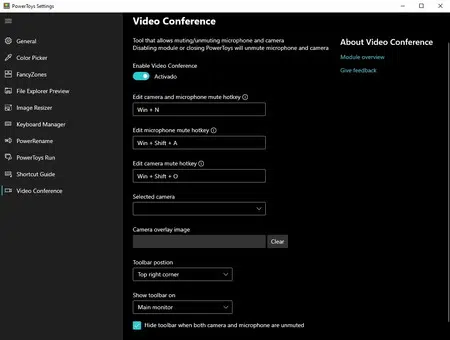 PowerToys Settings
General
Color Picker
FancyZones
File Explorer Preview
Image Resizer
Keyboard Manager
PowerRename
PowerToys Run
Shortcut Guide
Video Conference
Video Conference
Tool that allows muting/unmuting microphone and camera
Disabling module or closing PowerToys will unmute microphone and camera
Enable Video Conference
Activado
Edit camera and microphone mute hotkey
Win + N
Edit microphone mute hotkey
Win + Shift + A
Edit camera mute hotkey
Win + Shift + O
Selected camera
Camera overlay image
Clear
Toolbar postion
Top right corner
Show toolbar on
Main monitor
Hide toolbar when both camera and microphone are unmuted
About Video Conference
Module overview
Give feedback